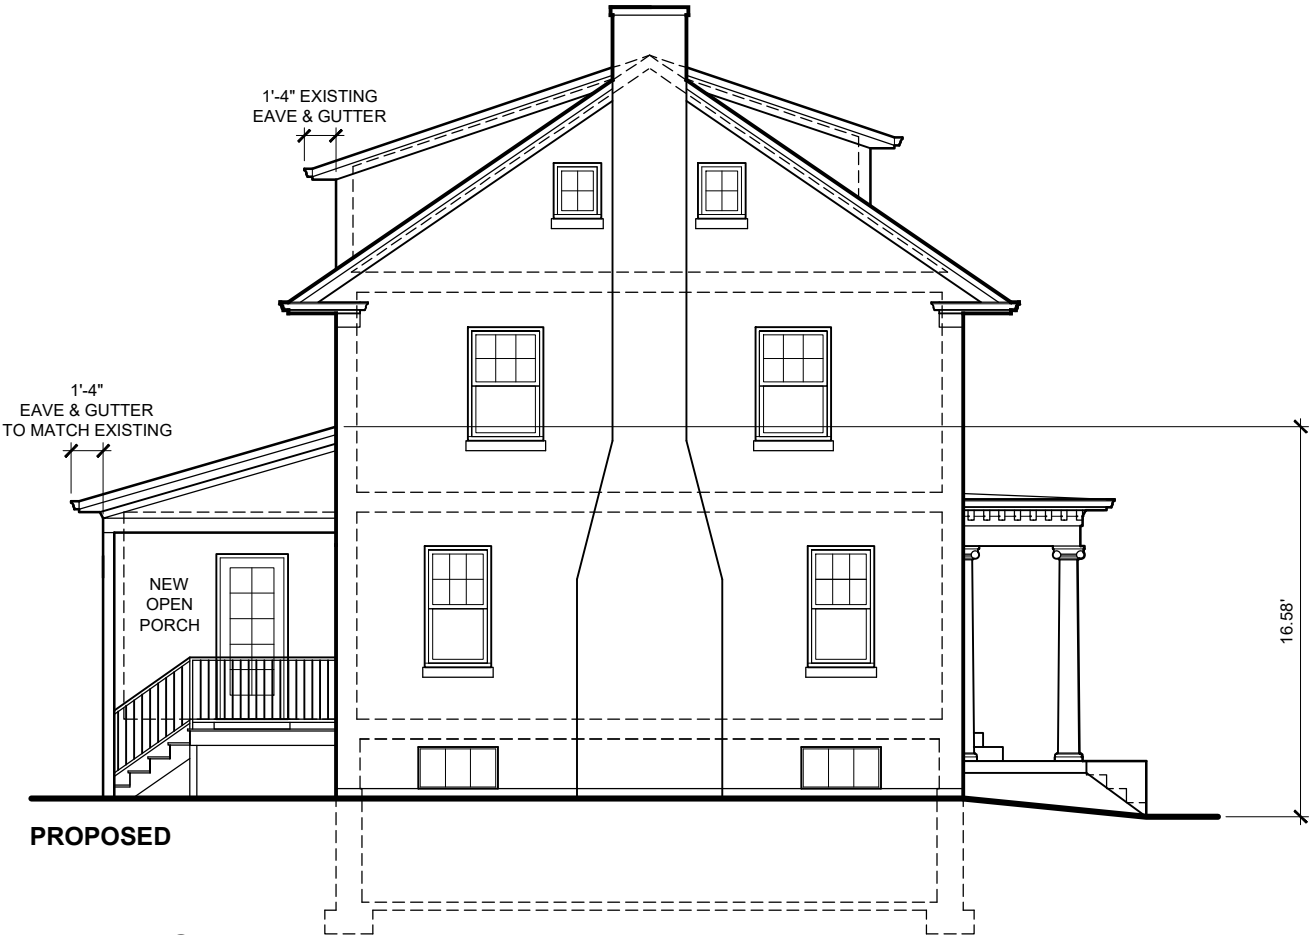 1'-4" EXISTING
EAVE & GUTTER
1'-4"
EAVE & GUTTER
TO MATCH EXISTING
NEW
OPEN
PORCH
16.58'
PROPOSED